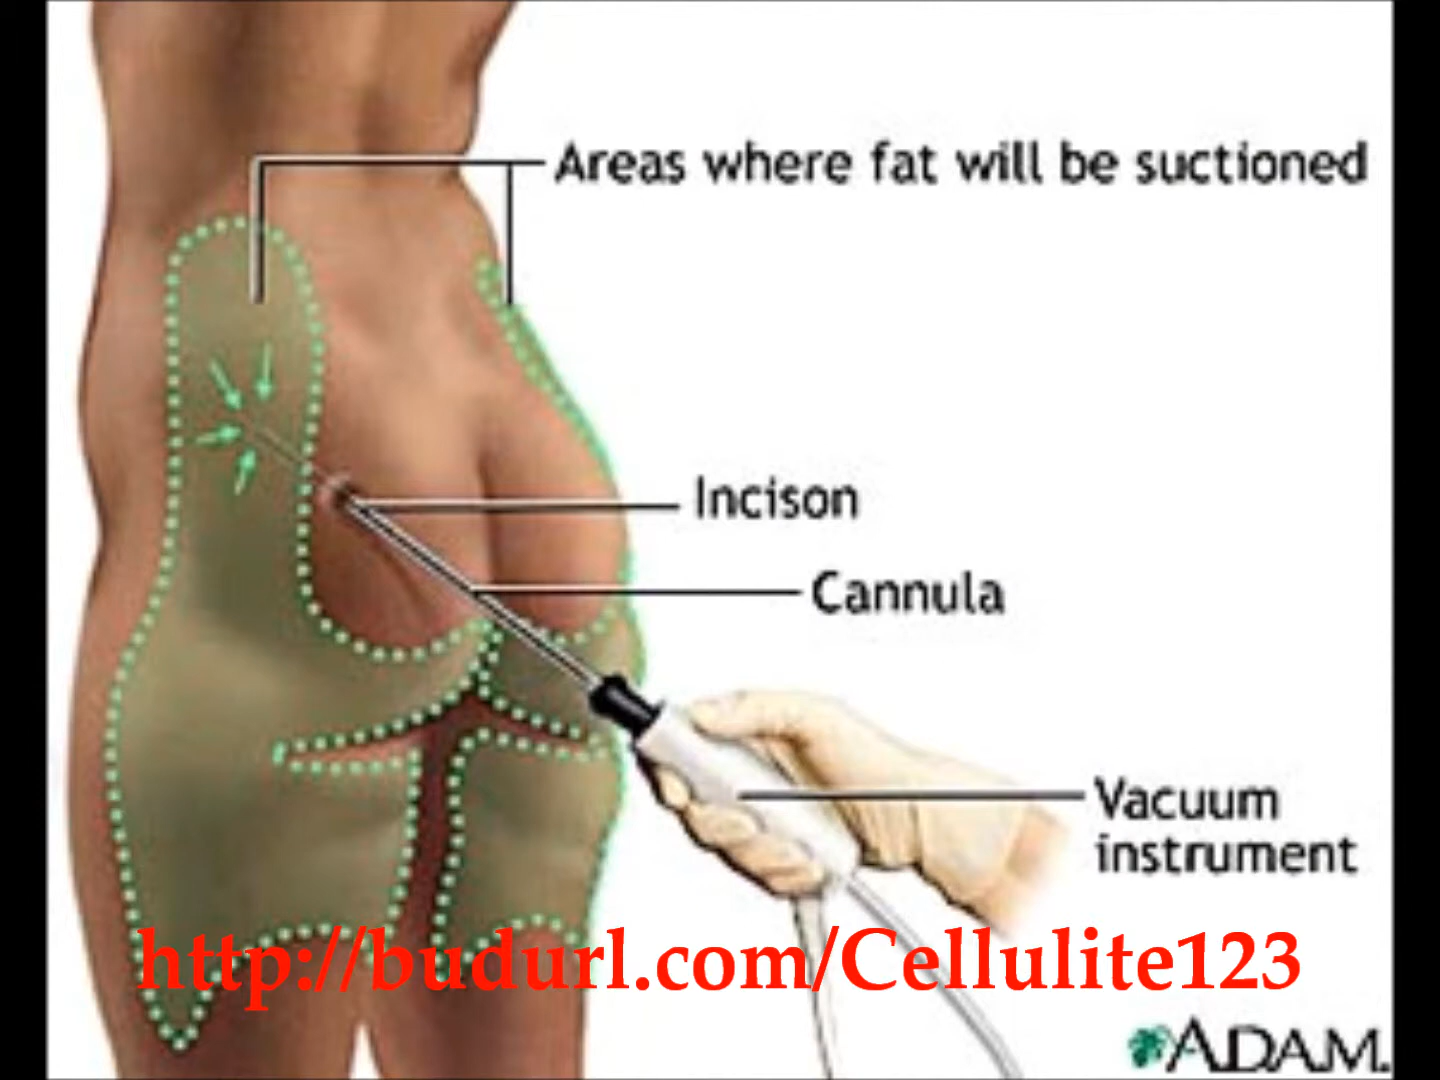 Areas where fat will be suctioned
Incison
Cannula
Vacuum
instrument
http://budurl.com/Cellulite123
A.D.A.M.